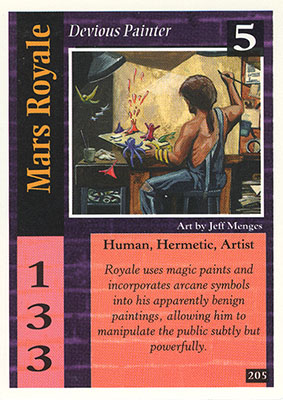 Mars Royale
Devious Painter
5
Art by Jeff Menges
Human, Hermetic, Artist
1
3
3
Royale uses magic paints and
incorporates arcane symbols
into his apparently benign
paintings, allowing him to
manipulate the public subtly but
powerfully.
205